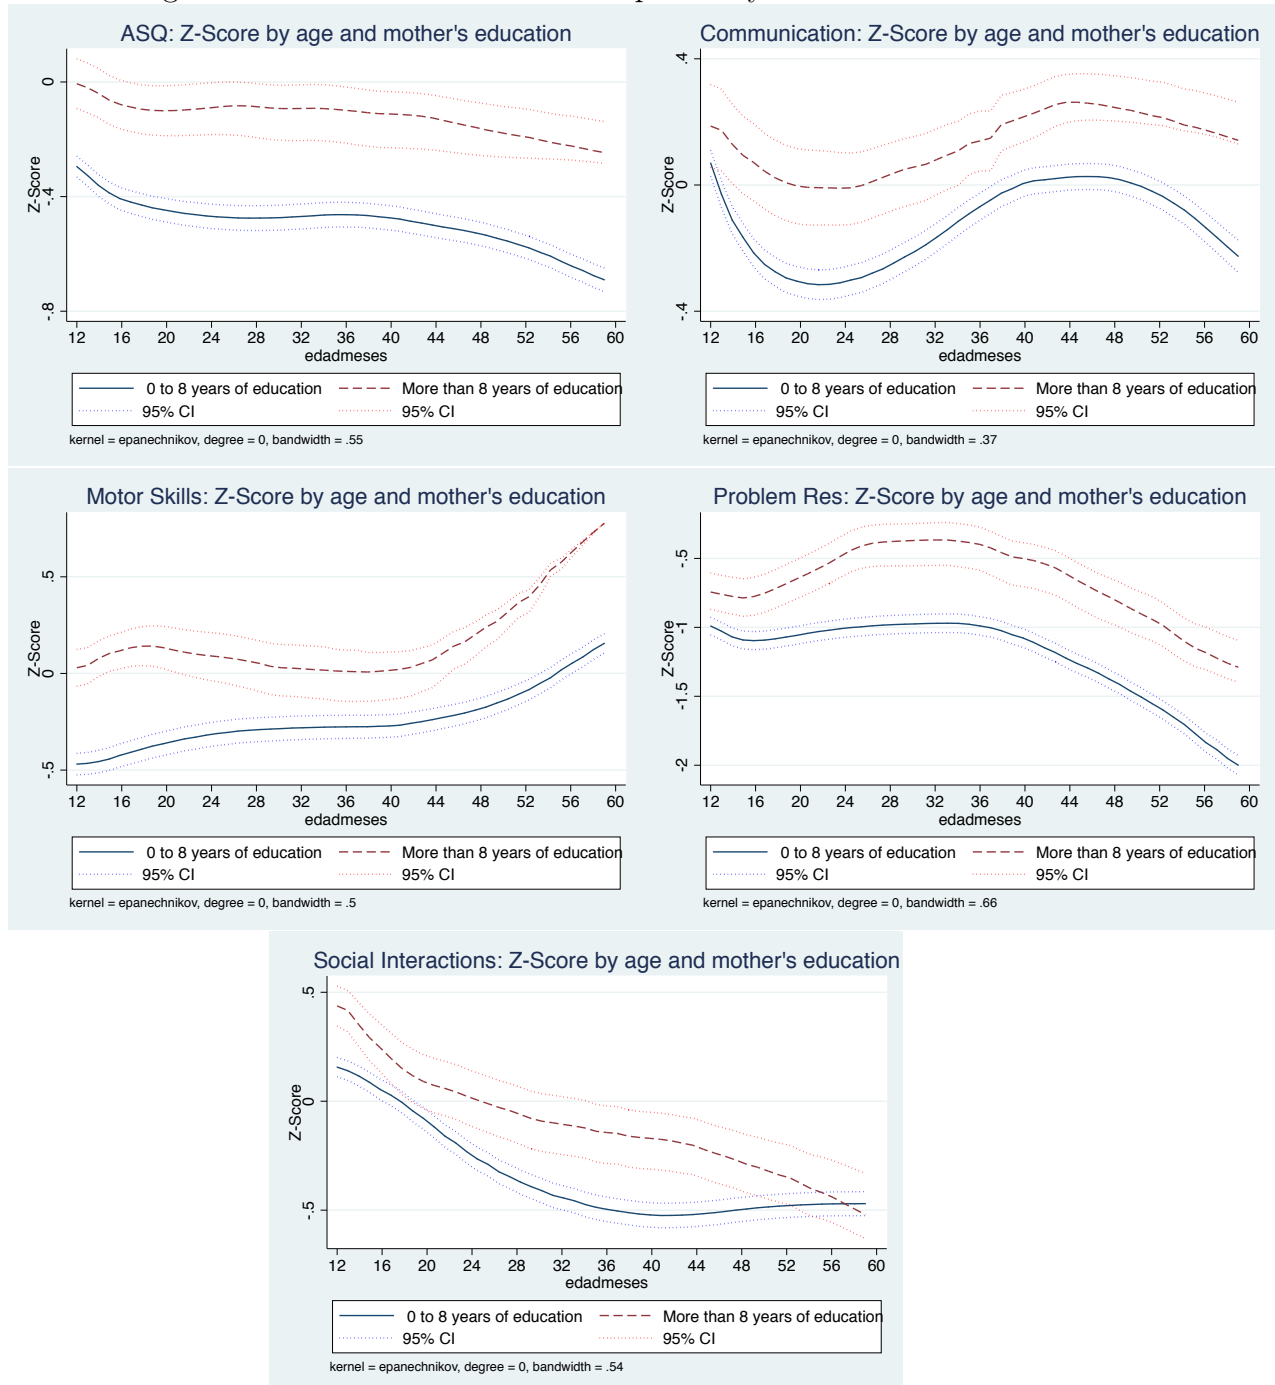 ASQ: Z-Score by age and mother's education
Z-Score
0
-.4
-.8
12 16 20 24 28 32 36 40 44 48 52 56 60
edadmeses
0 to 8 years of education More than 8 years of education
95% CI 95% CI
kernel = epanechnikov, degree = 0, bandwidth = .55
Communication: Z-Score by age and mother's education
Z-Score
.4
0
-.4
12 16 20 24 28 32 36 40 44 48 52 56 60
edadmeses
0 to 8 years of education More than 8 years of education
95% CI 95% CI
kernel = epanechnikov, degree = 0, bandwidth = .37
Motor Skills: Z-Score by age and mother's education
Z-Score
.5
0
-.5
12 16 20 24 28 32 36 40 44 48 52 56 60
edadmeses
0 to 8 years of education More than 8 years of education
95% CI 95% CI
kernel = epanechnikov, degree = 0, bandwidth = .5
Problem Res: Z-Score by age and mother's education
Z-Score
-.5
-1
-1.5
-2
12 16 20 24 28 32 36 40 44 48 52 56 60
edadmeses
0 to 8 years of education More than 8 years of education
95% CI 95% CI
kernel = epanechnikov, degree = 0, bandwidth = .66
Social Interactions: Z-Score by age and mother's education
Z-Score
.5
0
-.5
12 16 20 24 28 32 36 40 44 48 52 56 60
edadmeses
0 to 8 years of education More than 8 years of education
95% CI 95% CI
kernel = epanechnikov, degree = 0, bandwidth = .54